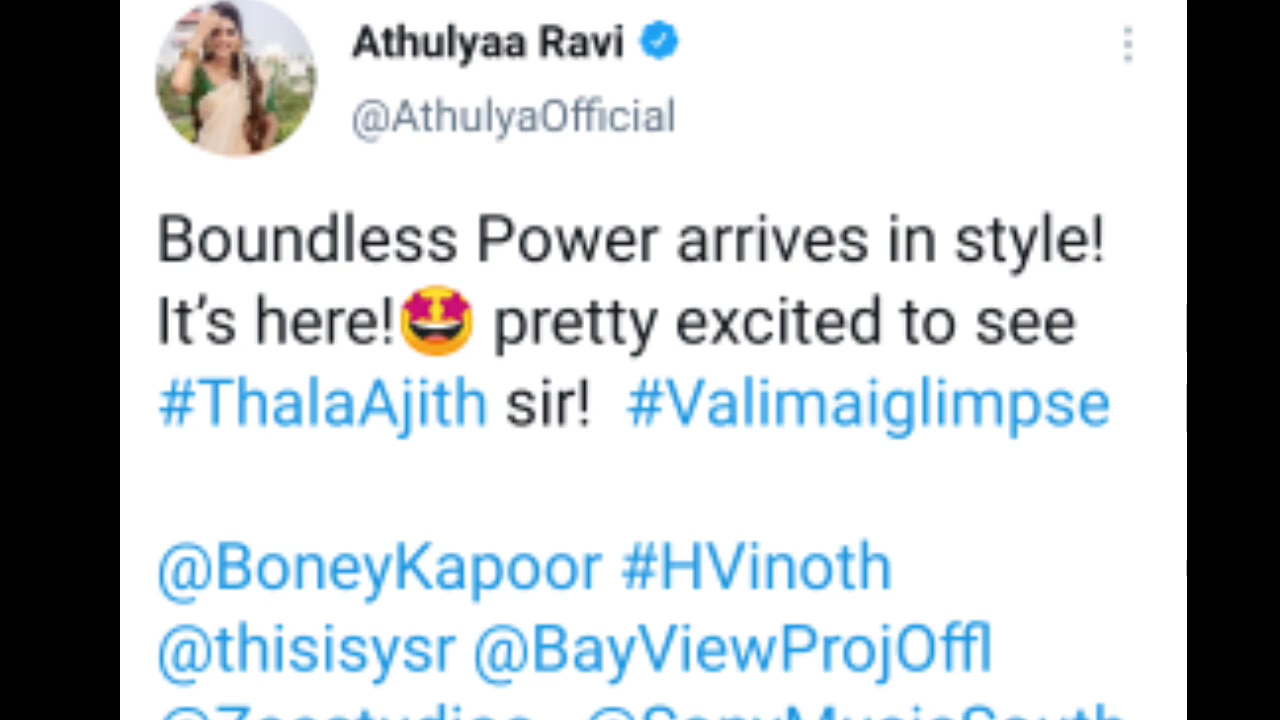 Athulyaa Ravi
@AthulyaOfficial
Boundless Power arrives in style!
It's here!🤩 pretty excited to see
#ThalaAjith sir! #Valimaiglimpse
@BoneyKapoor #HVinoth
@thisisysr @BayViewProjOffl